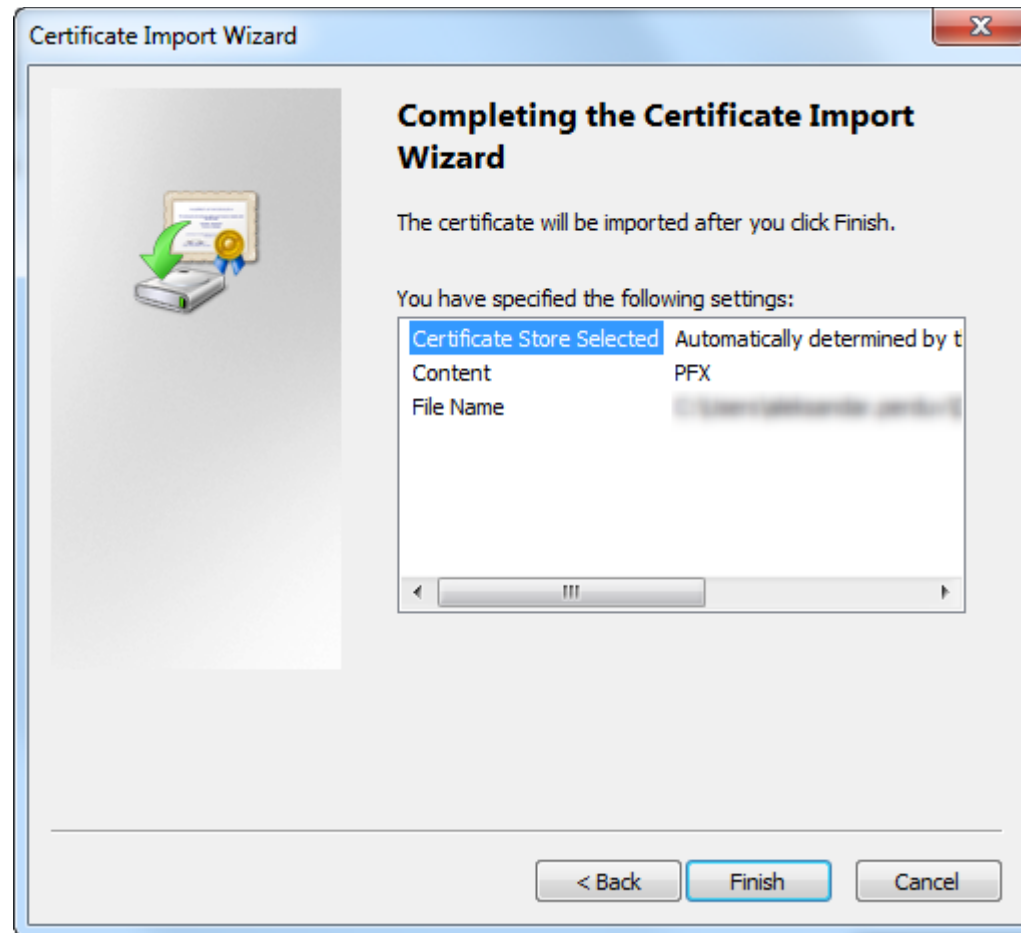 Certificate Import Wizard
Completing the Certificate Import
Wizard
The certificate will be imported after you click Finish.
You have specified the following settings:
Certificate Store Selected Automatically determined by t
Content PFX
File Name
< Back Finish Cancel